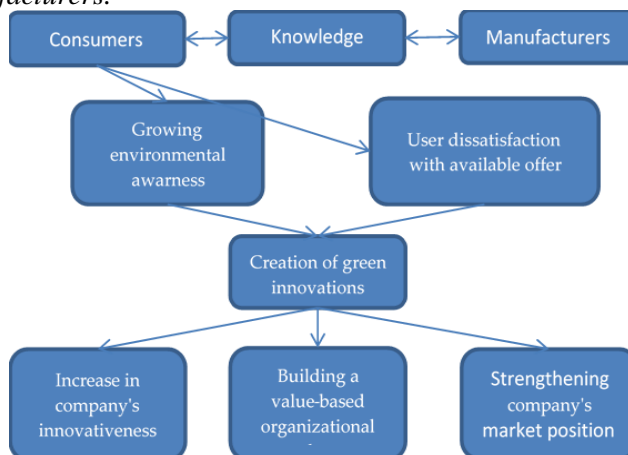 facturers.
Consumers
Knowledge
Manufacturers
Growing
environmental
awarness
User dissatisfaction
with available offer
Creation of green
innovations
Increase in
company's
innovativeness
Building a
value-based
organizational
Strengthening
company's
market position